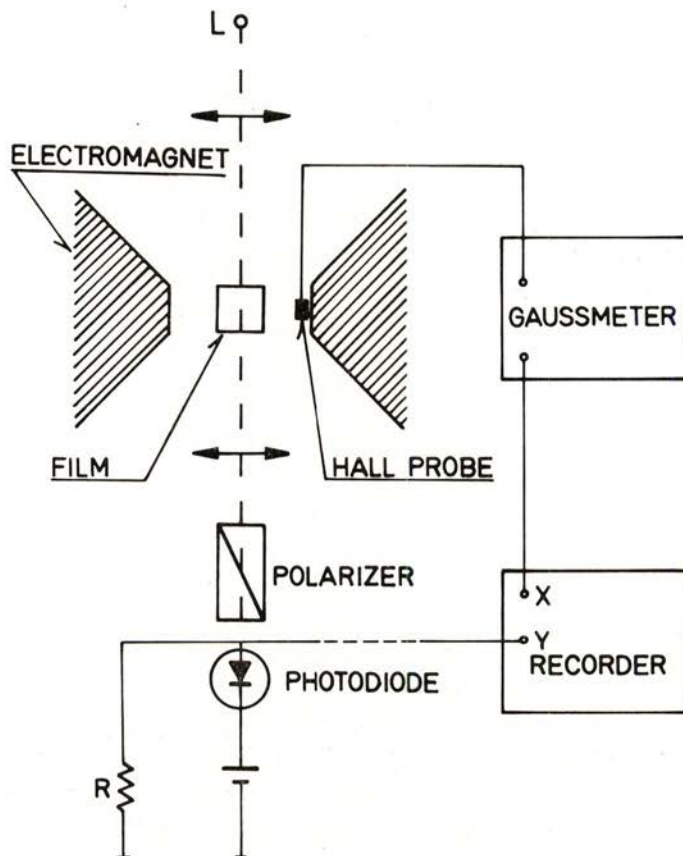 L
ELECTROMAGNET
GAUSSMETER
FILM
HALL PROBE
POLARIZER
X
Y
RECORDER
PHOTODIODE
R